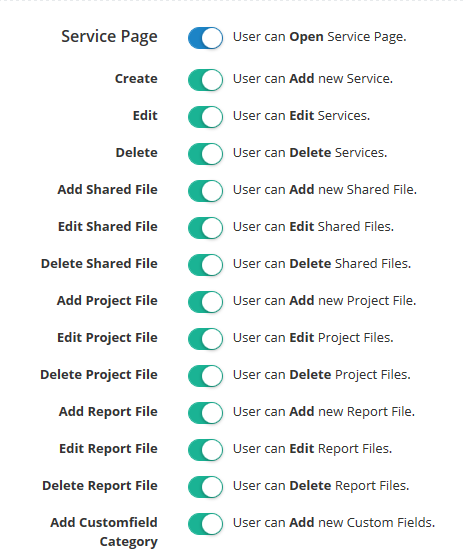 Service Page User can Open Service Page.
Create User can Add new Service.
Edit User can Edit Services.
Delete User can Delete Services.
Add Shared File User can Add new Shared File.
Edit Shared File User can Edit Shared Files.
Delete Shared File User can Delete Shared Files.
Add Project File User can Add new Project File.
Edit Project File User can Edit Project Files.
Delete Project File User can Delete Project Files.
Add Report File User can Add new Report File.
Edit Report File User can Edit Report Files.
Delete Report File User can Delete Report Files.
Add Customfield User can Add new Custom Fields.
Category